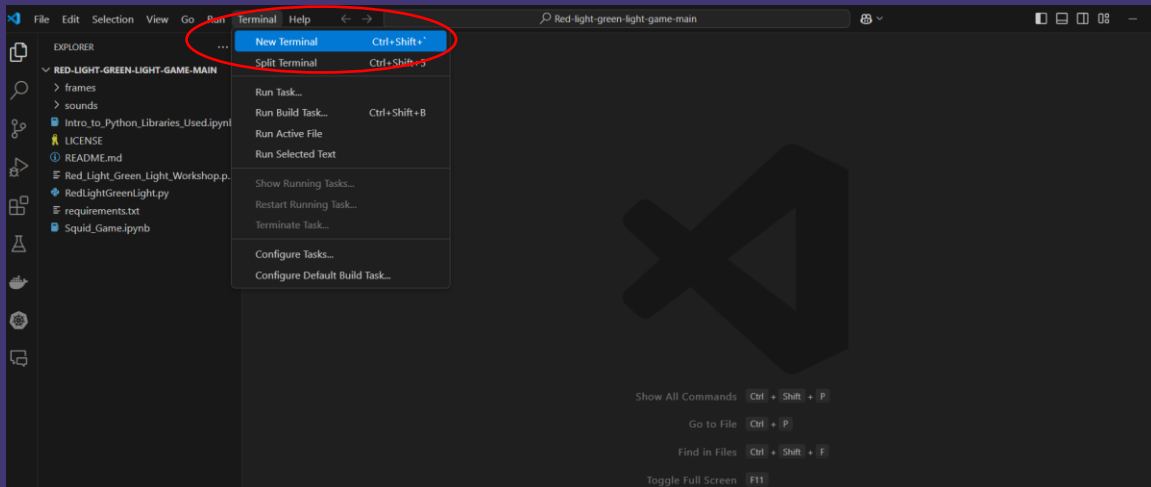 File Edit Selection View Go Run Terminal Help
Red-light-green-light-game-main
EXPLORER
RED-LIGHT-GREEN-LIGHT-GAME-MAIN
frames
sounds
Intro_to_Python_Libraries_Used.ipynl
LICENSE
README.md
Red_Light_Green_Light_Workshop.p...
RedLightGreenLight.py
requirements.txt
Squid_Game.ipynb
New Terminal Ctrl+Shift+`
Split Terminal Ctrl+Shift+5
Run Task...
Run Build Task... Ctrl+Shift+B
Run Active File
Run Selected Text
Show Running Tasks...
Restart Running Task...
Terminate Task...
Configure Tasks...
Configure Default Build Task...
Show All Commands Ctrl + Shift + P
Go to File Ctrl + P
Find in Files Ctrl + Shift + F
Toggle Full Screen F11